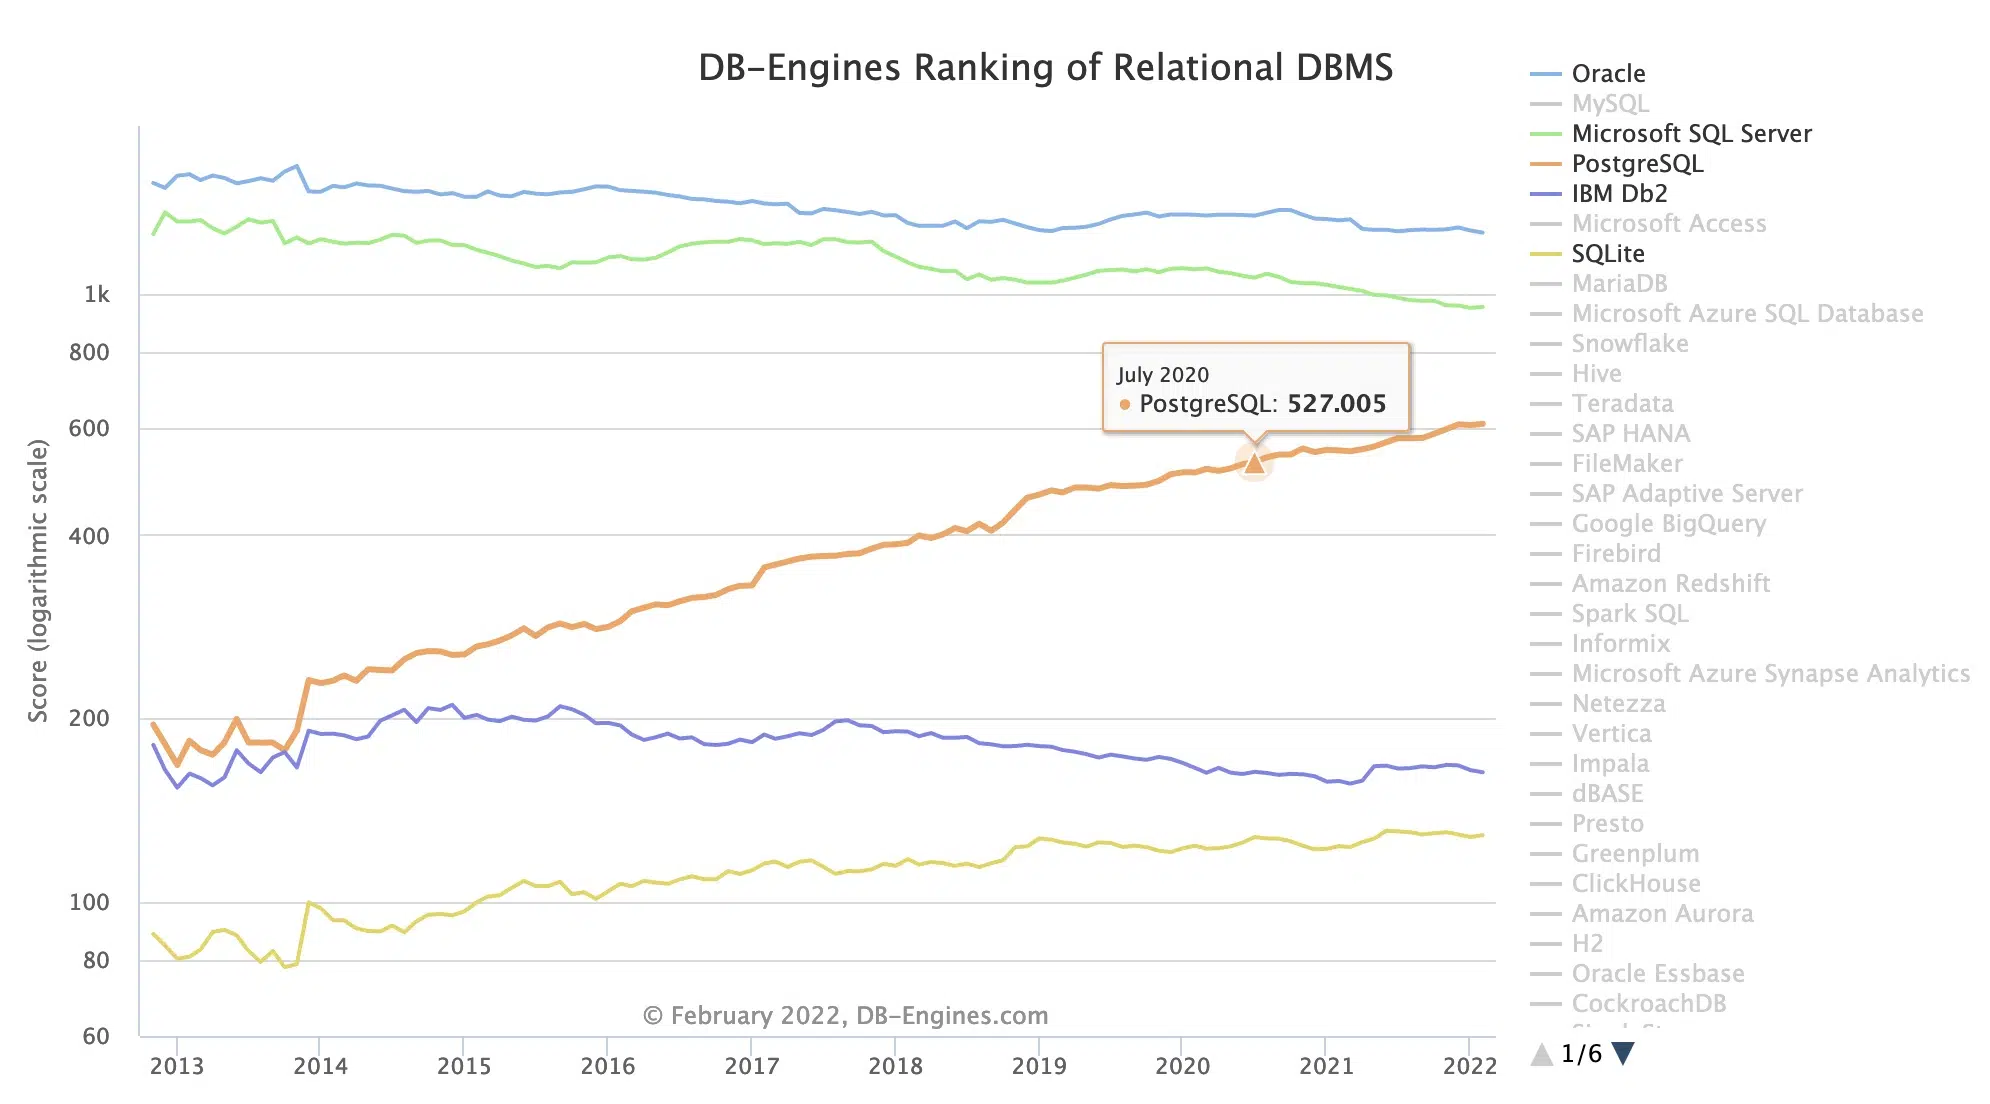 DB-Engines Ranking of Relational DBMS
Score (logarithmic scale)
1k
800
600
400
200
100
80
60
July 2020
PostgreSQL: 527.005
© February 2022, DB-Engines.com
2013 2014 2015 2016 2017 2018 2019 2020 2021 2022
Oracle
MySQL
Microsoft SQL Server
PostgreSQL
IBM Db2
Microsoft Access
SQLite
MariaDB
Microsoft Azure SQL Database
Snowflake
Hive
Teradata
SAP HANA
FileMaker
SAP Adaptive Server
Google BigQuery
Firebird
Amazon Redshift
Spark SQL
Informix
Microsoft Azure Synapse Analytics
Netezza
Vertica
Impala
dBASE
Presto
Greenplum
ClickHouse
Amazon Aurora
H2
Oracle Essbase
CockroachDB
1/6